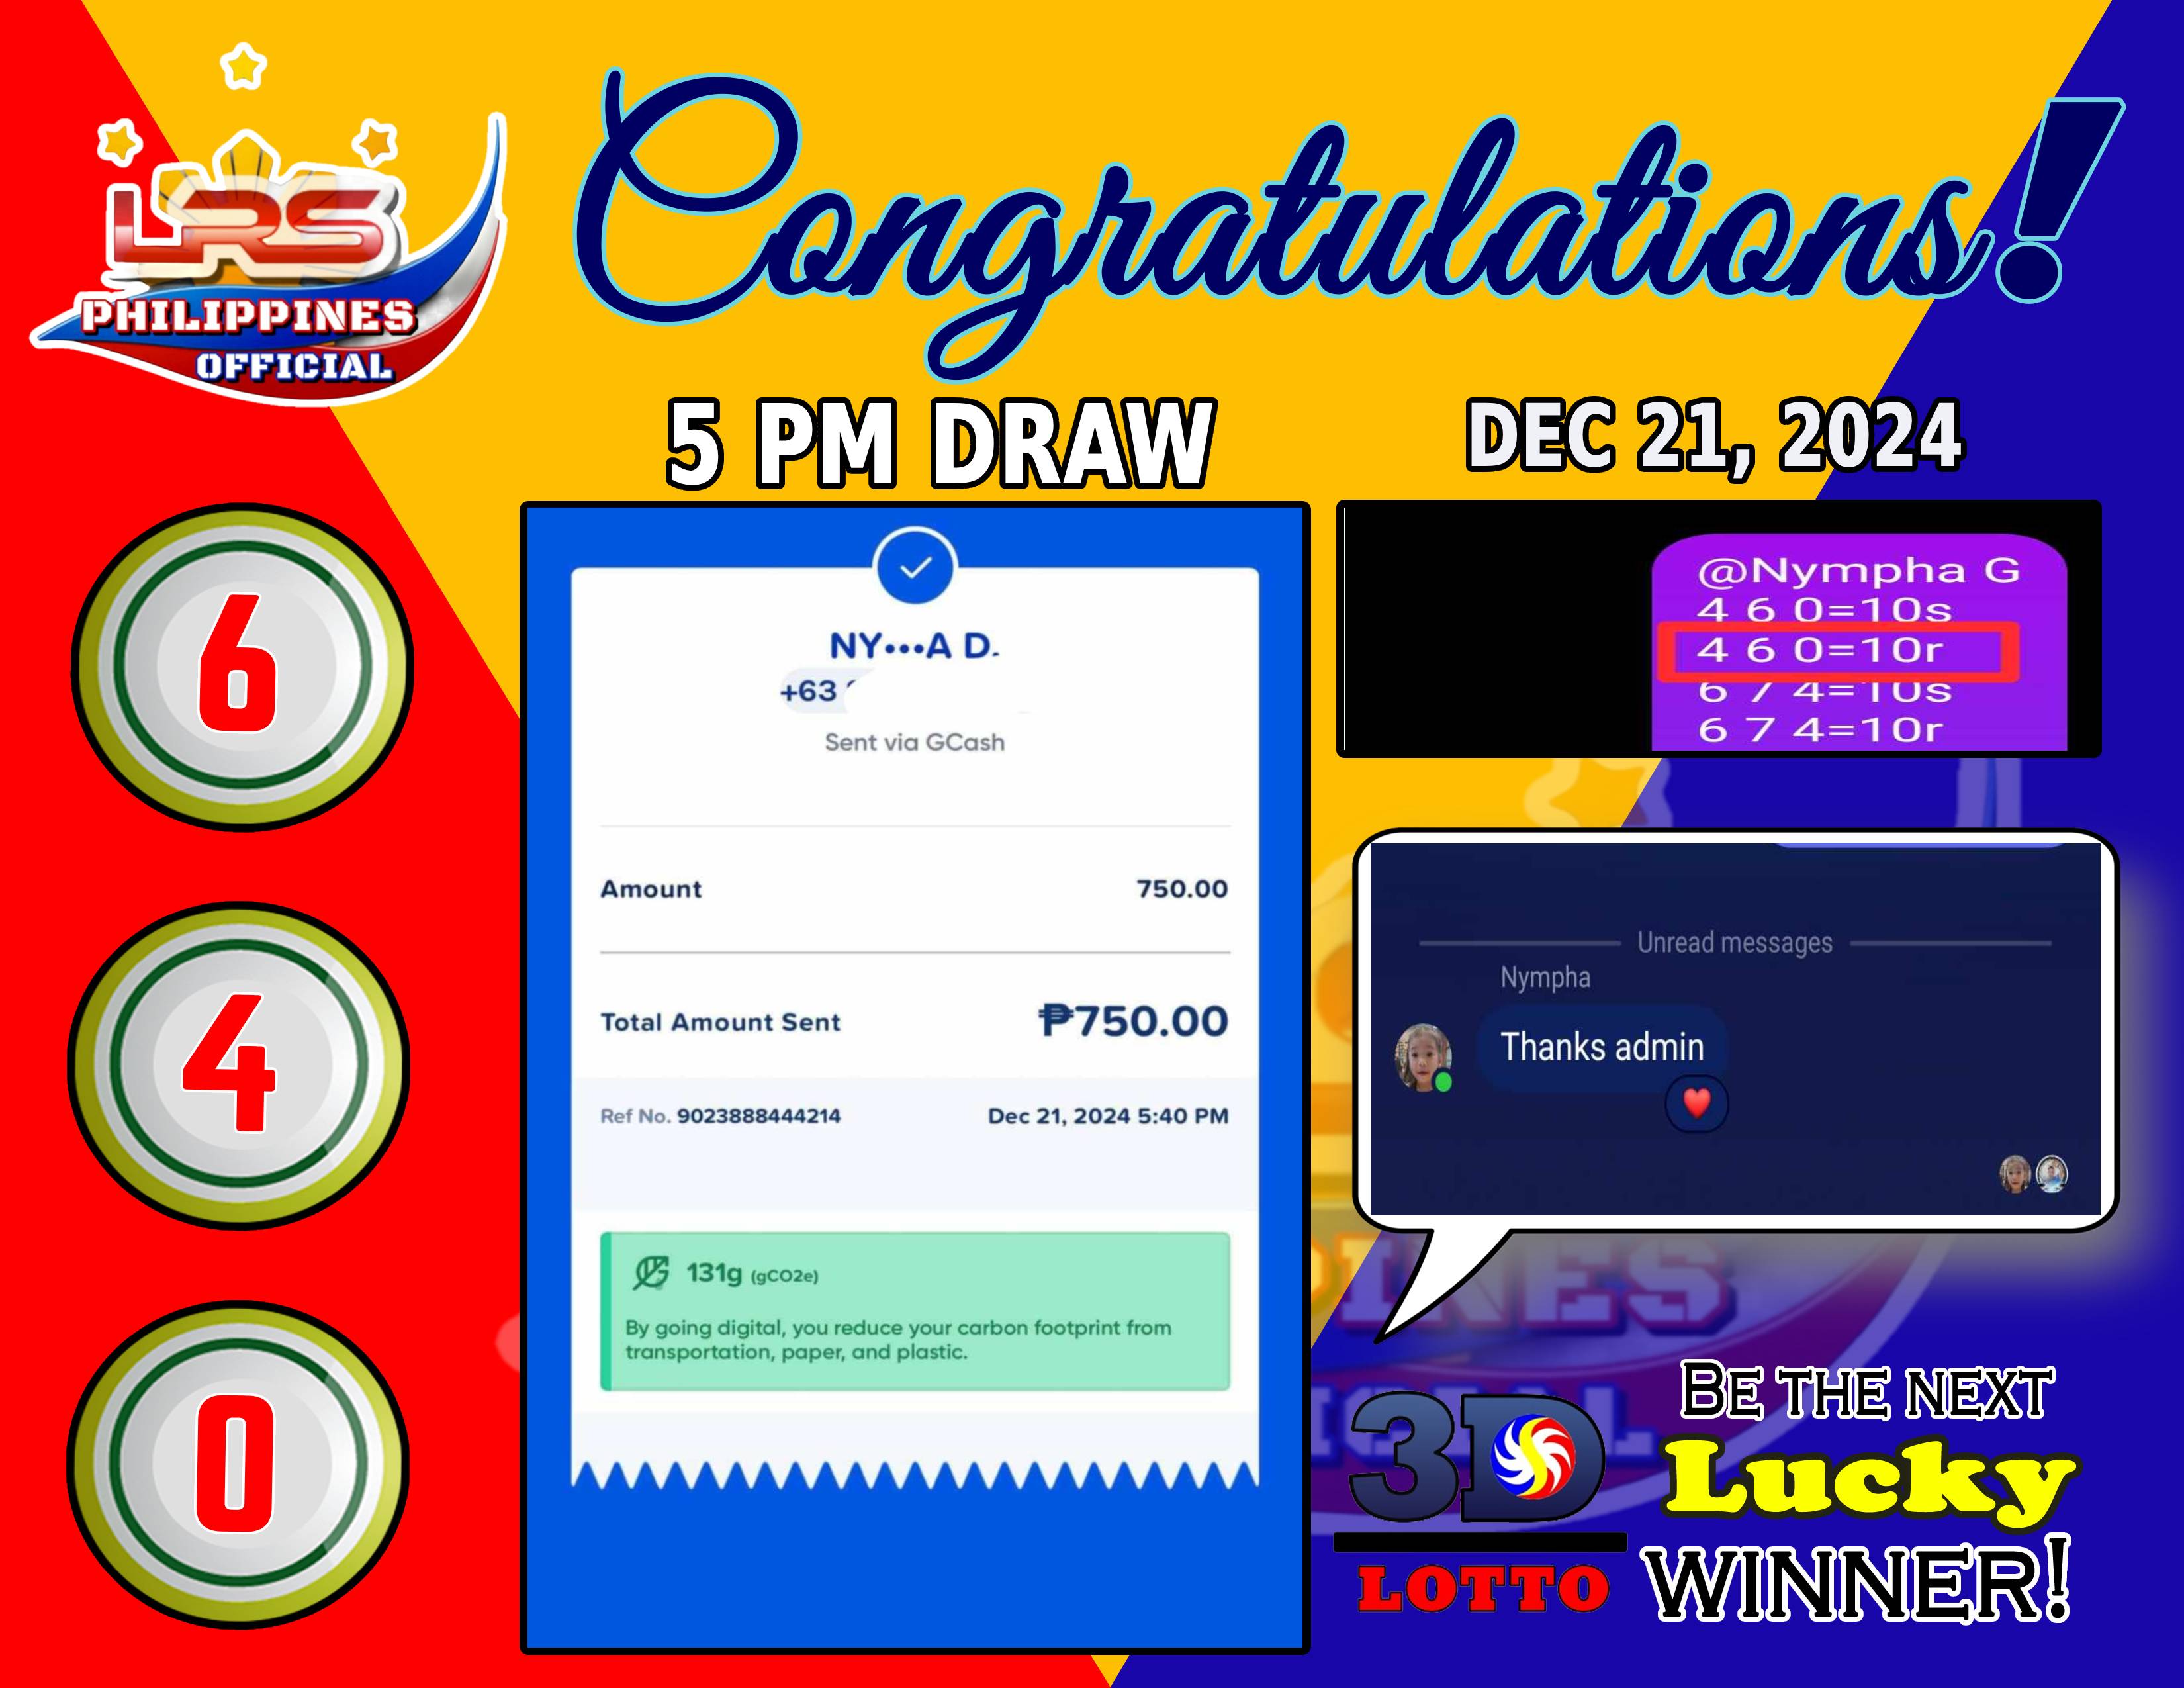 Congratulations!
LRS
PHILIPPINES
OFFICIAL
5 PM DRAW
DEC 21, 2024
6
4
0
NY•••A D.
+63
Sent via GCash
Amount 750.00
Total Amount Sent ₱750.00
Ref No. 9023888444214 Dec 21, 2024 5:40 PM
131g (gCO2e)
By going digital, you reduce your carbon footprint from
transportation, paper, and plastic.
@Nympha G
4 6 0=10s
4 6 0=10r
6 7 4=10s
6 7 4=10r
Unread messages
Nympha
Thanks admin
3D
LOTTO
BE THE NEXT
Lucky
WINNER!